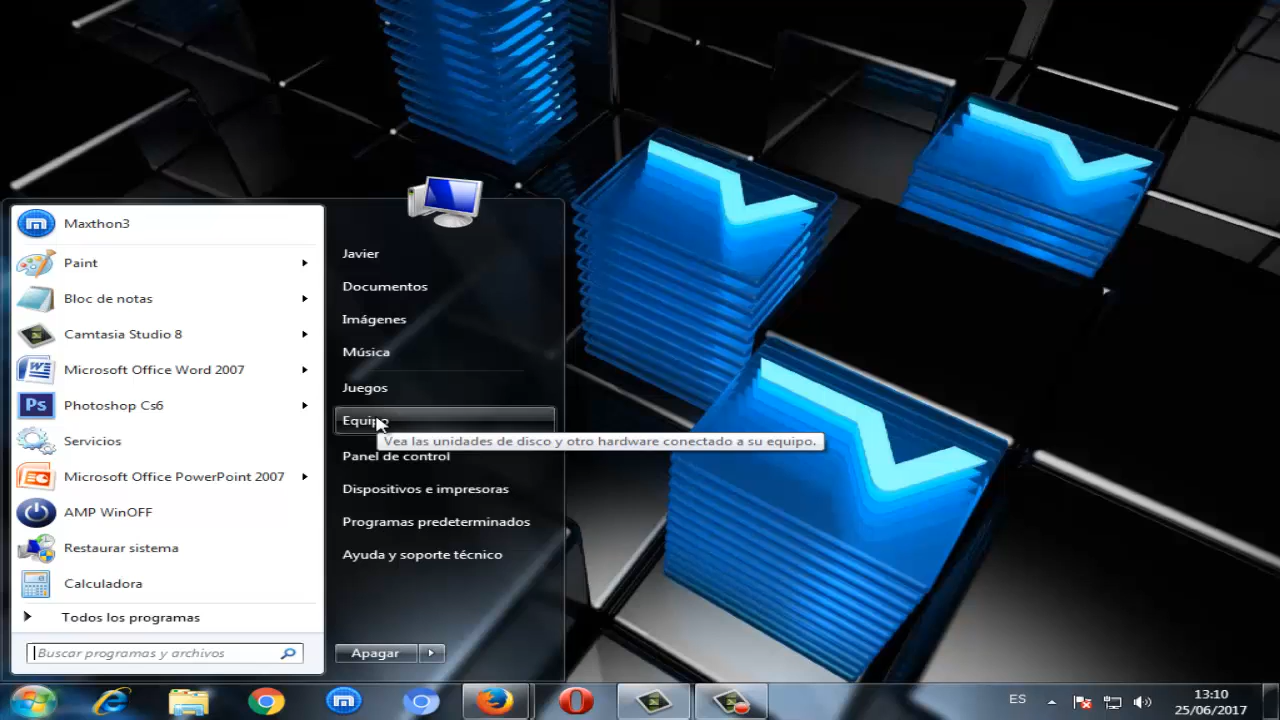 Maxthon3
Paint
Bloc de notas
Camtasia Studio 8
Microsoft Office Word 2007
Ps Photoshop Cs6
Servicios
Microsoft Office PowerPoint 2007
AMP WinOFF
Restaurar sistema
Calculadora
Todos los programas
Buscar programas y archivos
Javier
Documentos
Imágenes
Música
Juegos
Equipo
Vea las unidades de disco y otro hardware conectado a su equipo.
Panel de control
Dispositivos e impresoras
Programas predeterminados
Ayuda y soporte técnico
Apagar
ES
13:10
25/06/2017